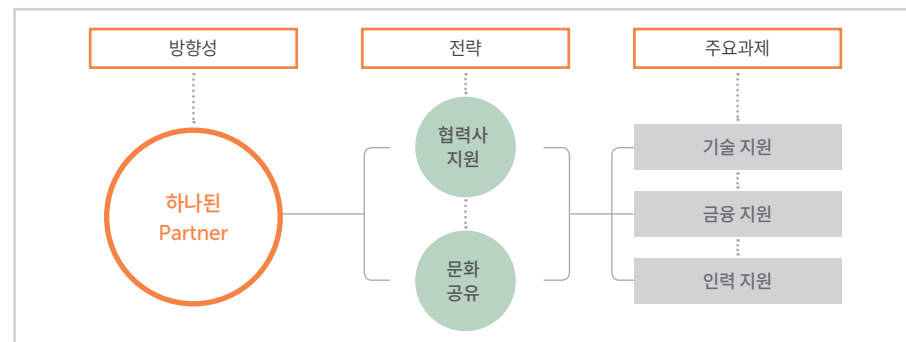 방향성
전략
주요과제
하나된
Partner
협력사
지원
문화
공유
기술 지원
금융 지원
인력 지원